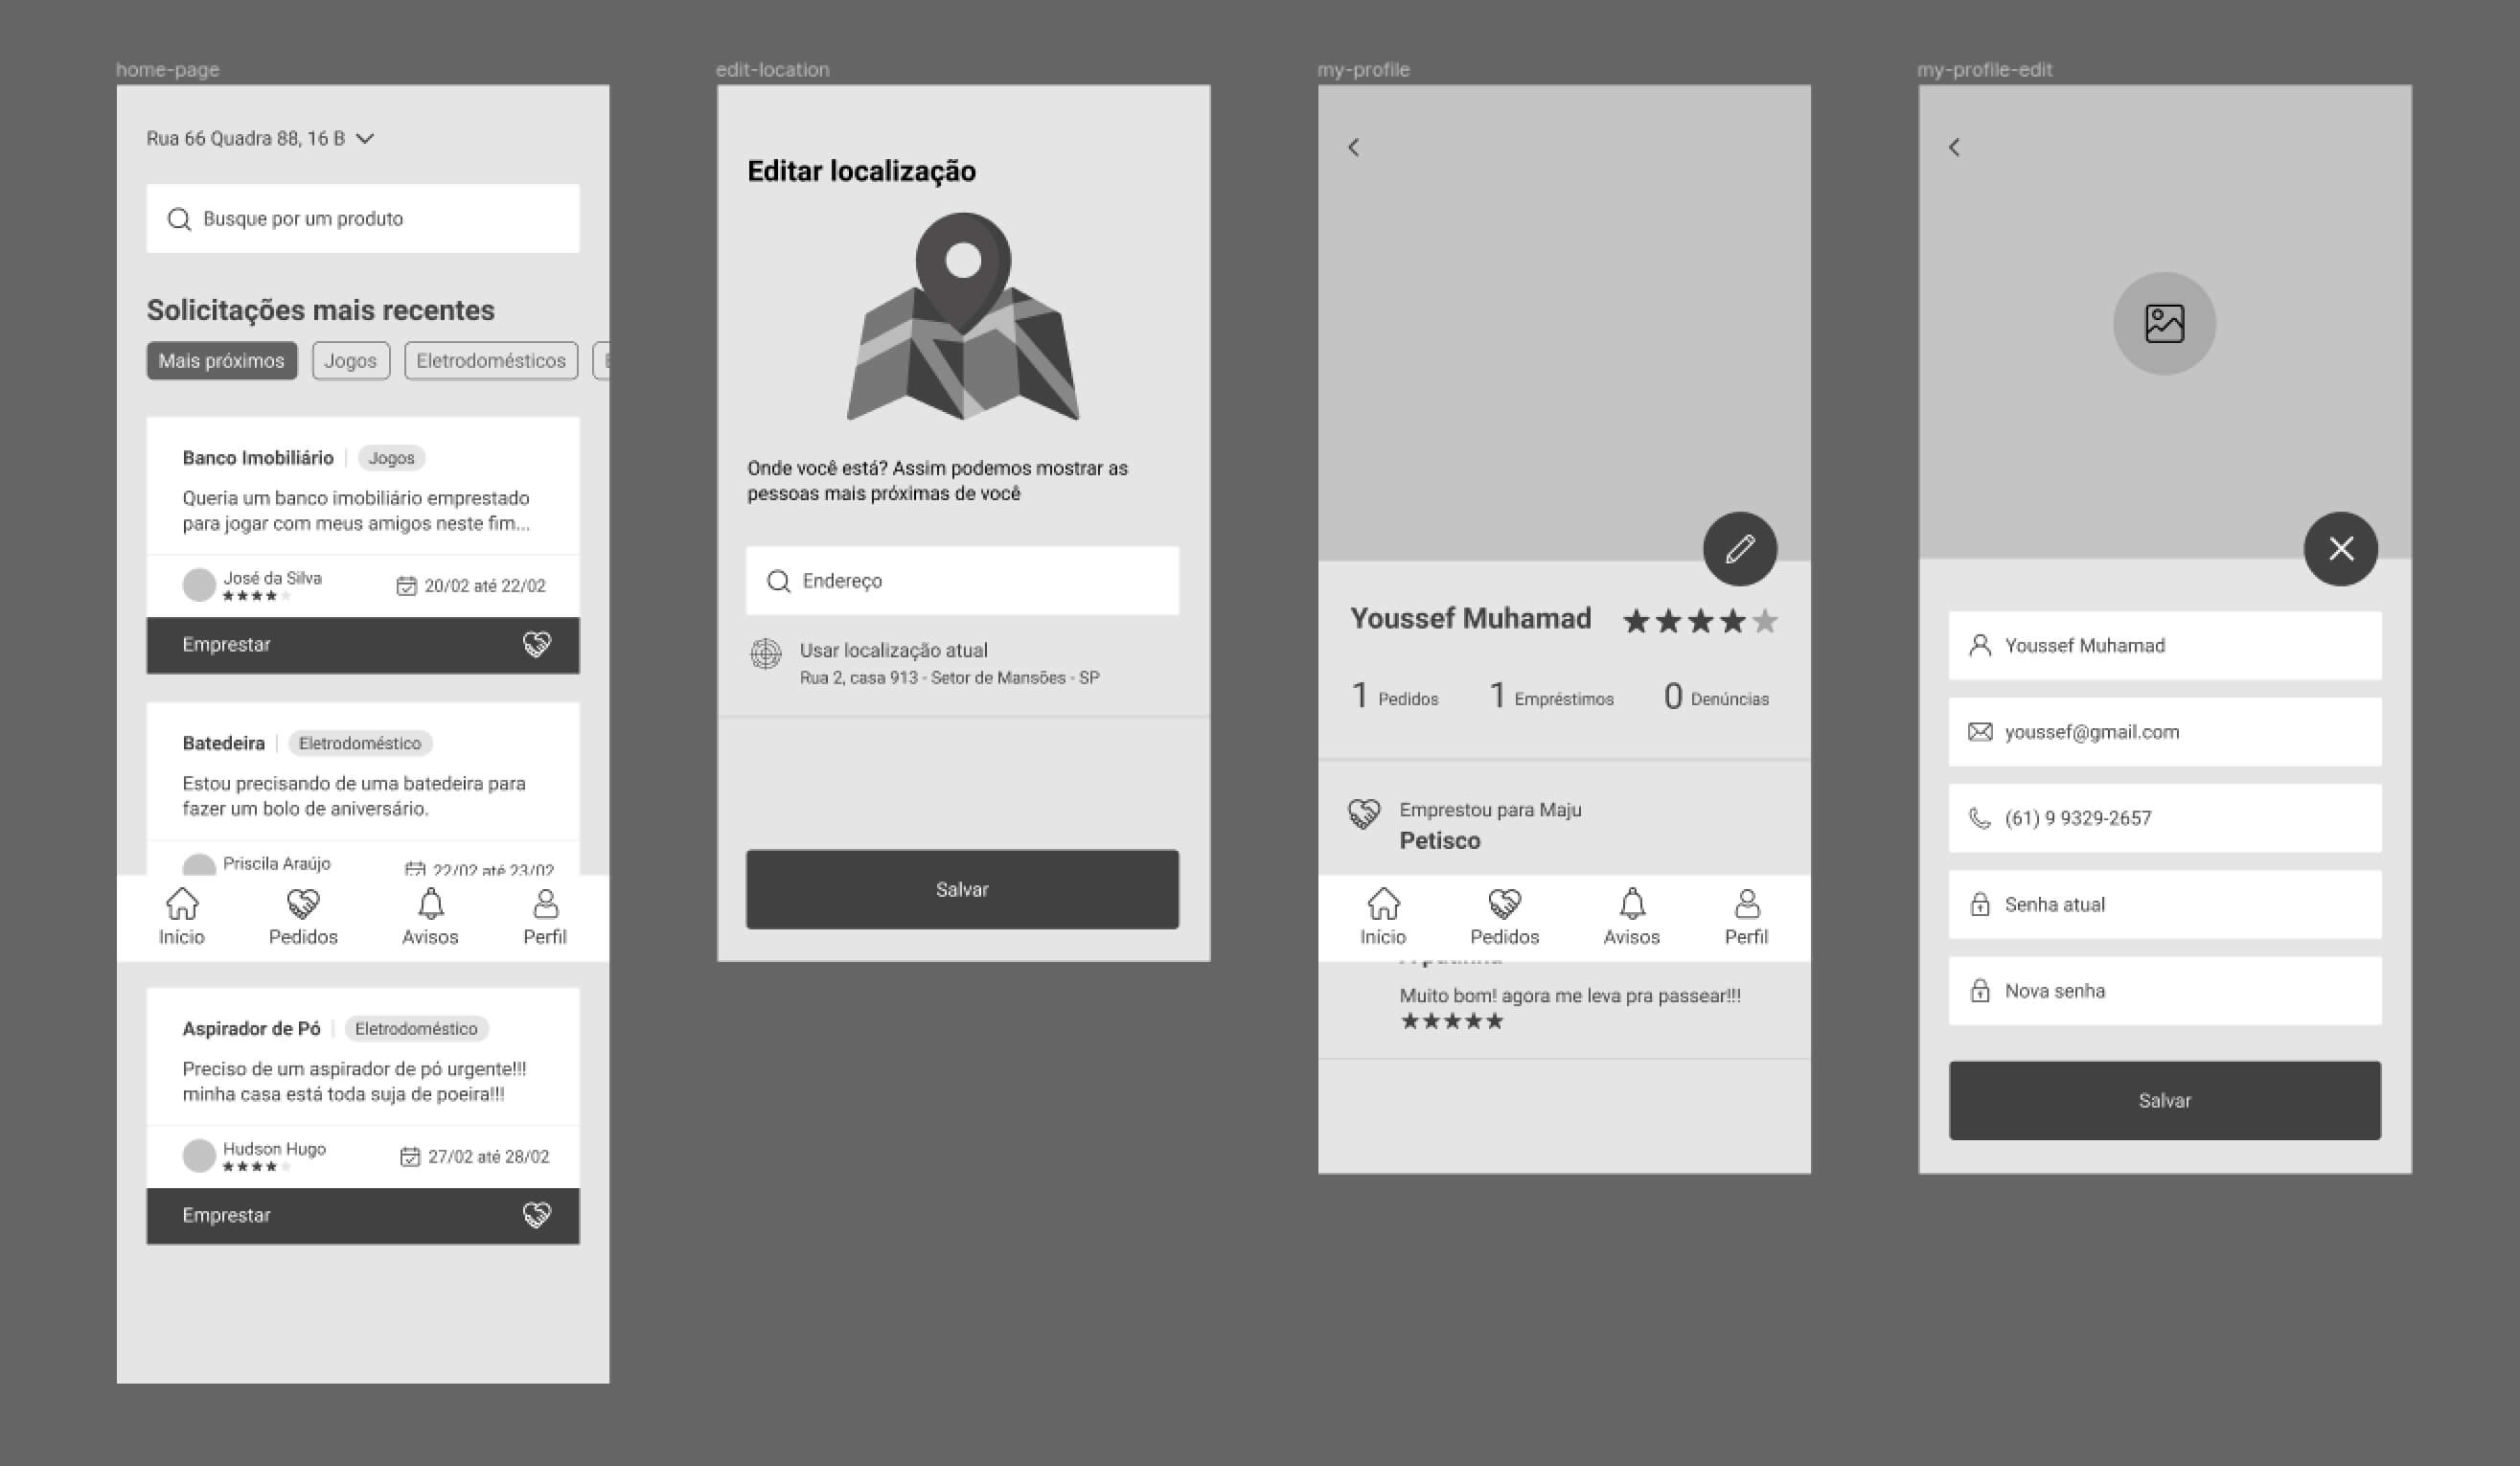 home-page
Rua 66 Quadra 88, 16 B
Busque por um produto
Solicitações mais recentes
Mais próximos
Jogos
Eletrodomésticos
Banco Imobiliário
Jogos
Queria um banco imobiliário emprestado
para jogar com meus amigos neste fim...
José da Silva
20/02 até 22/02
Emprestar
Batedeira
Eletrodoméstico
Estou precisando de uma batedeira para
fazer um bolo de aniversário.
Priscila Araújo
22/02 até 23/02
Início
Pedidos
Avisos
Perfil
Aspirador de Pó
Eletrodoméstico
Preciso de um aspirador de pó urgente!!!
minha casa está toda suja de poeira!!!
Hudson Hugo
27/02 até 28/02
Emprestar
edit-location
Editar localização
Onde você está? Assim podemos mostrar as
pessoas mais próximas de você
Endereço
Usar localização atual
Rua 2, casa 913 - Setor de Mansões - SP
Salvar
my-profile
Youssef Muhamad
1 Pedidos
1 Empréstimos
0 Denúncias
Emprestou para Maju
Petisco
Início
Pedidos
Avisos
Perfil
Muito bom! agora me leva pra passear!!!
my-profile-edit
Youssef Muhamad
youssef@gmail.com
(61) 9 9329-2657
Senha atual
Nova senha
Salvar